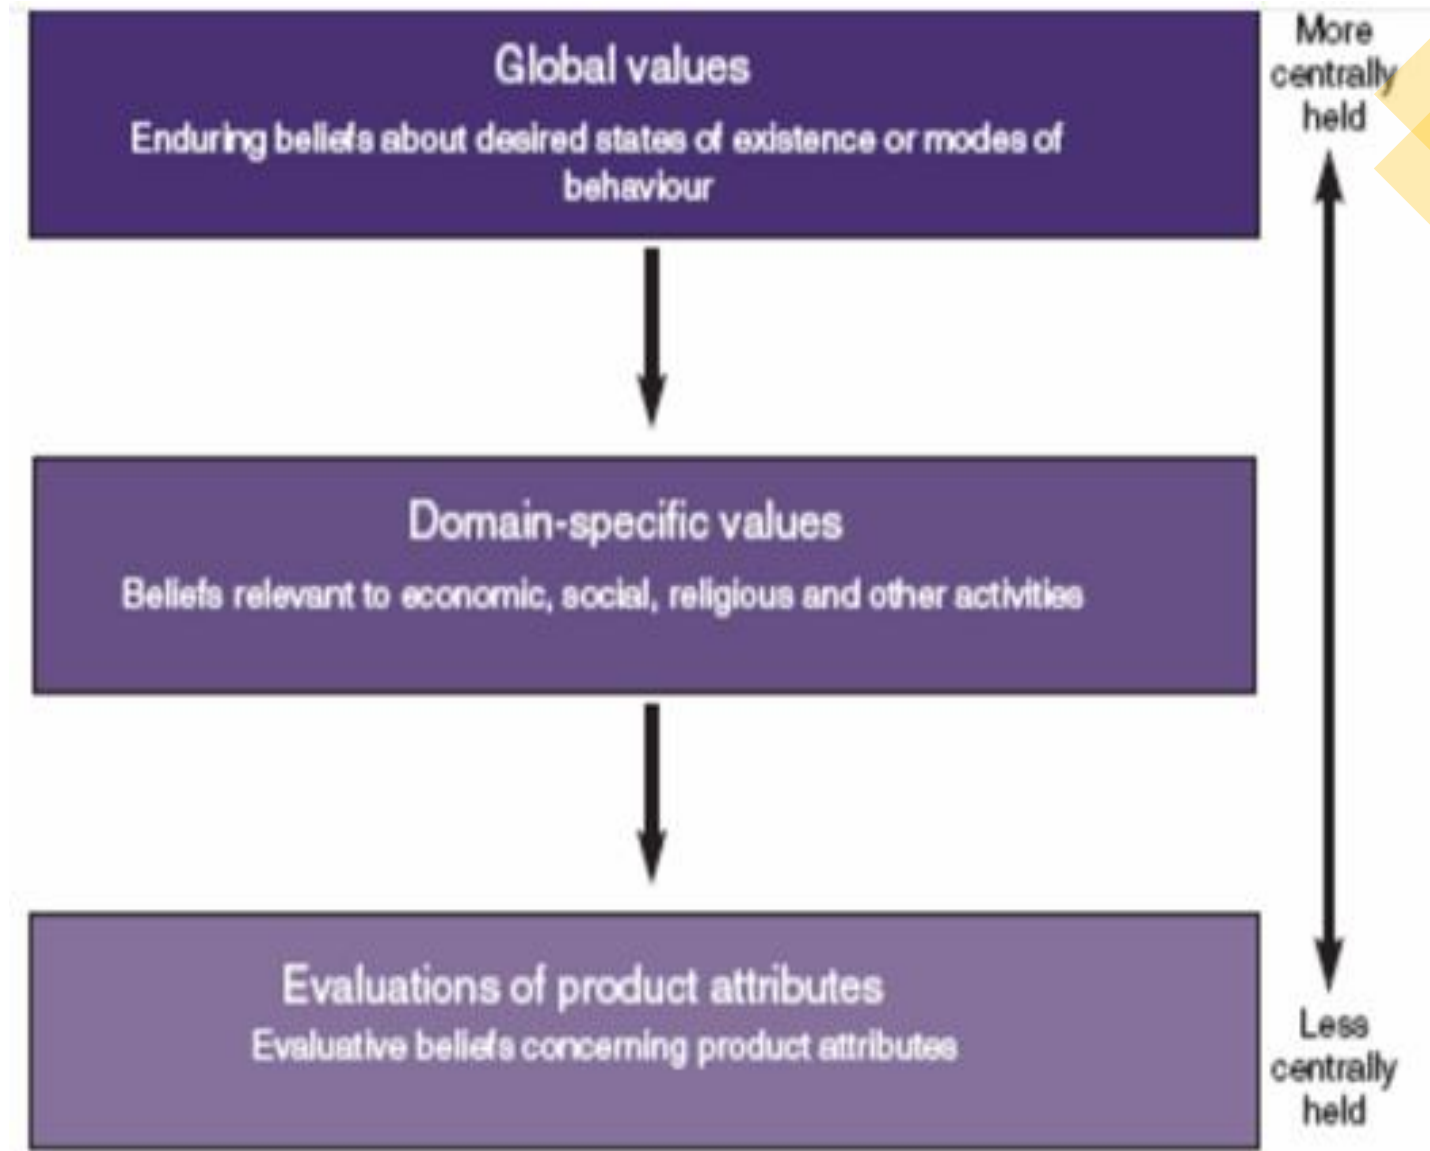 Global values
Enduring beliefs about desired states of existence or modes of
behaviour
More
centrally
held
Domain-specific values
Beliefs relevant to economic, social, religious and other activities
Evaluations of product attributes
Evaluative beliefs concerning product attributes
Less
centrally
held